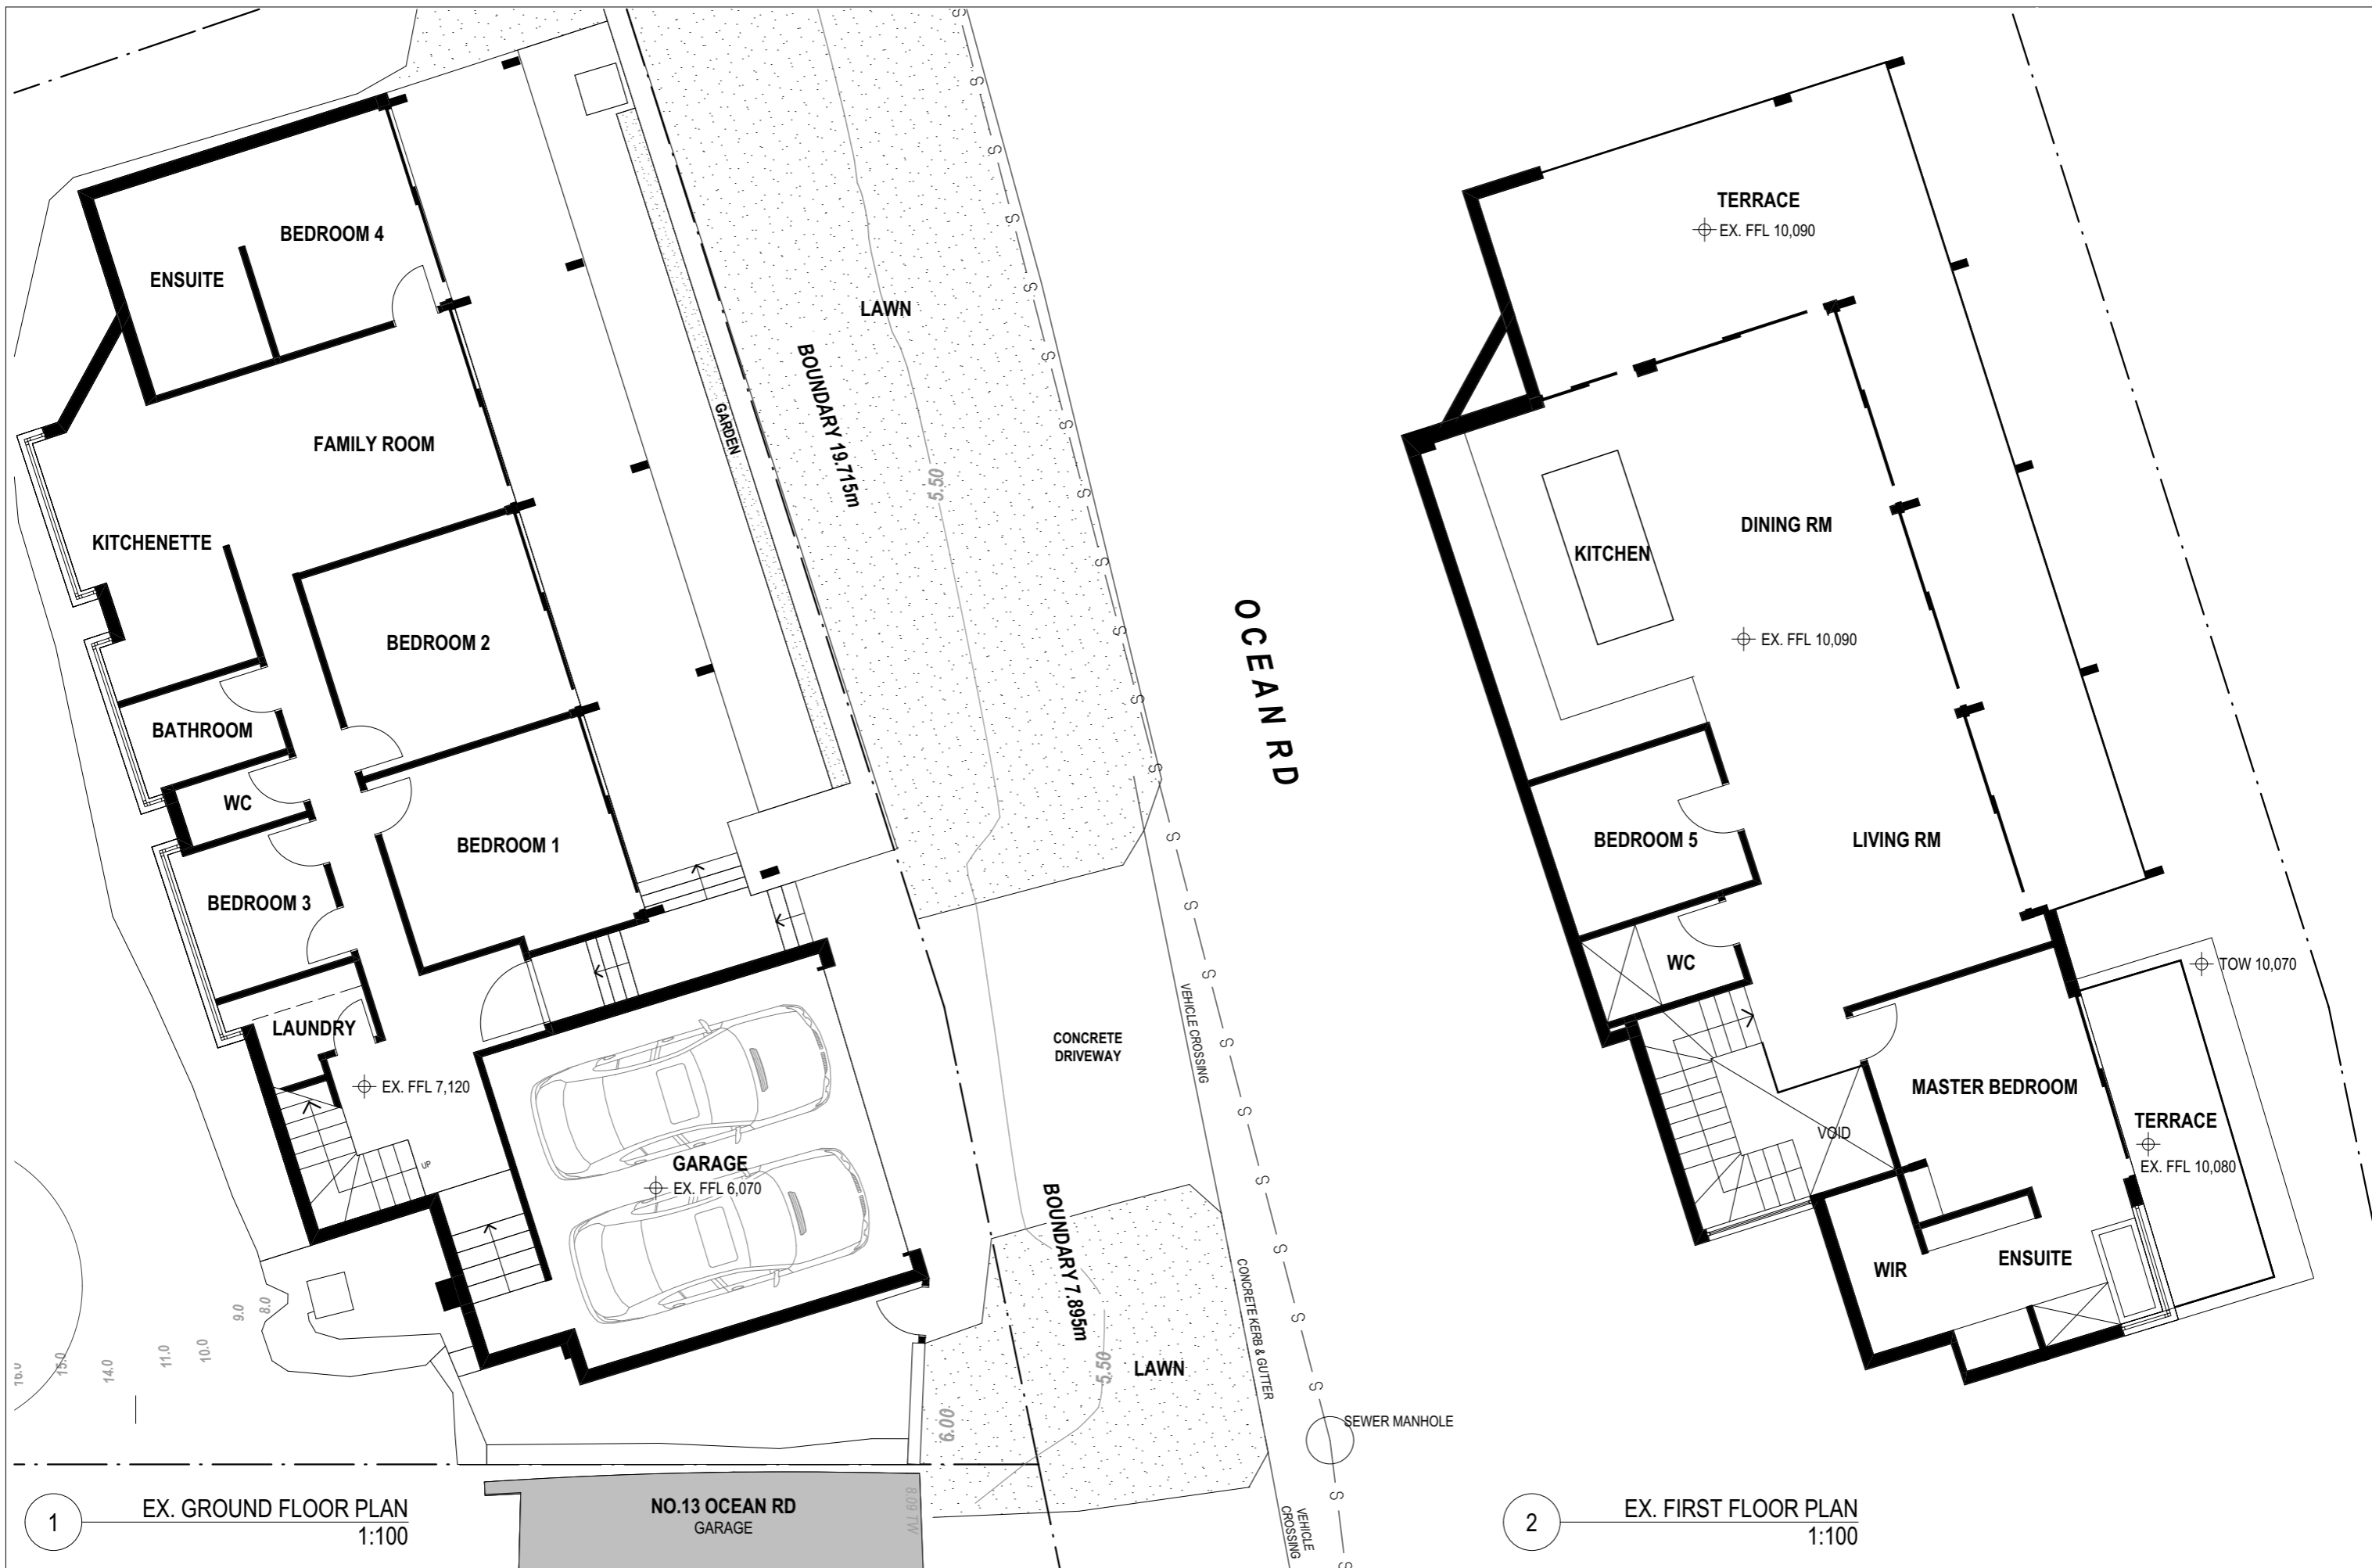 BEDROOM 4
ENSUITE
FAMILY ROOM
KITCHENETTE
BEDROOM 2
BATHROOM
WC
BEDROOM 1
BEDROOM 3
LAUNDRY
EX. FFL 7,120
GARAGE
EX. FFL 6,070
UP
GARDEN
BOUNDARY 19.715m
LAWN
5.50
OCEAN RD
VEHICLE CROSSING
CONCRETE
DRIVEWAY
BOUNDARY 7.895m
CONCRETE KERB & GUTTER
LAWN
5.50
6.00
SEWER MANHOLE
VEHICLE
CROSSING
S
16.0
15.0
14.0
11.0
10.0
9.0
8.0
NO.13 OCEAN RD
GARAGE
8.09 TW
1
EX. GROUND FLOOR PLAN
1:100
TERRACE
EX. FFL 10,090
DINING RM
KITCHEN
EX. FFL 10,090
BEDROOM 5
LIVING RM
WC
TOW 10,070
MASTER BEDROOM
VOID
TERRACE
EX. FFL 10,080
WIR
ENSUITE
2
EX. FIRST FLOOR PLAN
1:100